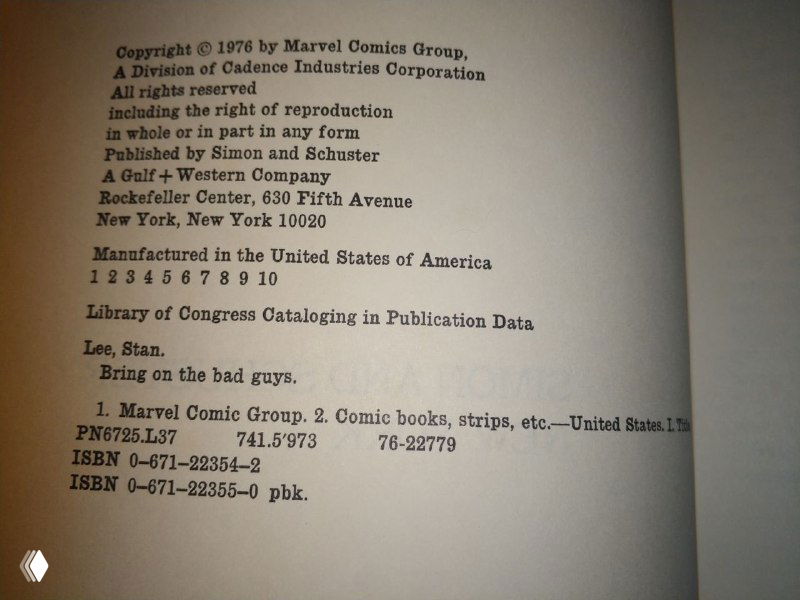 Copyright © 1976 by Marvel Comics Group,
A Division of Cadence Industries Corporation
All rights reserved
including the right of reproduction
in whole or in part in any form
Published by Simon and Schuster
A Gulf+Western Company
Rockefeller Center, 630 Fifth Avenue
New York, New York 10020
Manufactured in the United States of America
1 2 3 4 5 6 7 8 9 10
Library of Congress Cataloging in Publication Data
Lee, Stan.
Bring on the bad guys.
1. Marvel Comic Group. 2. Comic books, strips, etc.—United States. I. Title
PN6725.L37 741.5'973 76-22779
ISBN 0-671-22354-2
ISBN 0-671-22355-0 pbk.